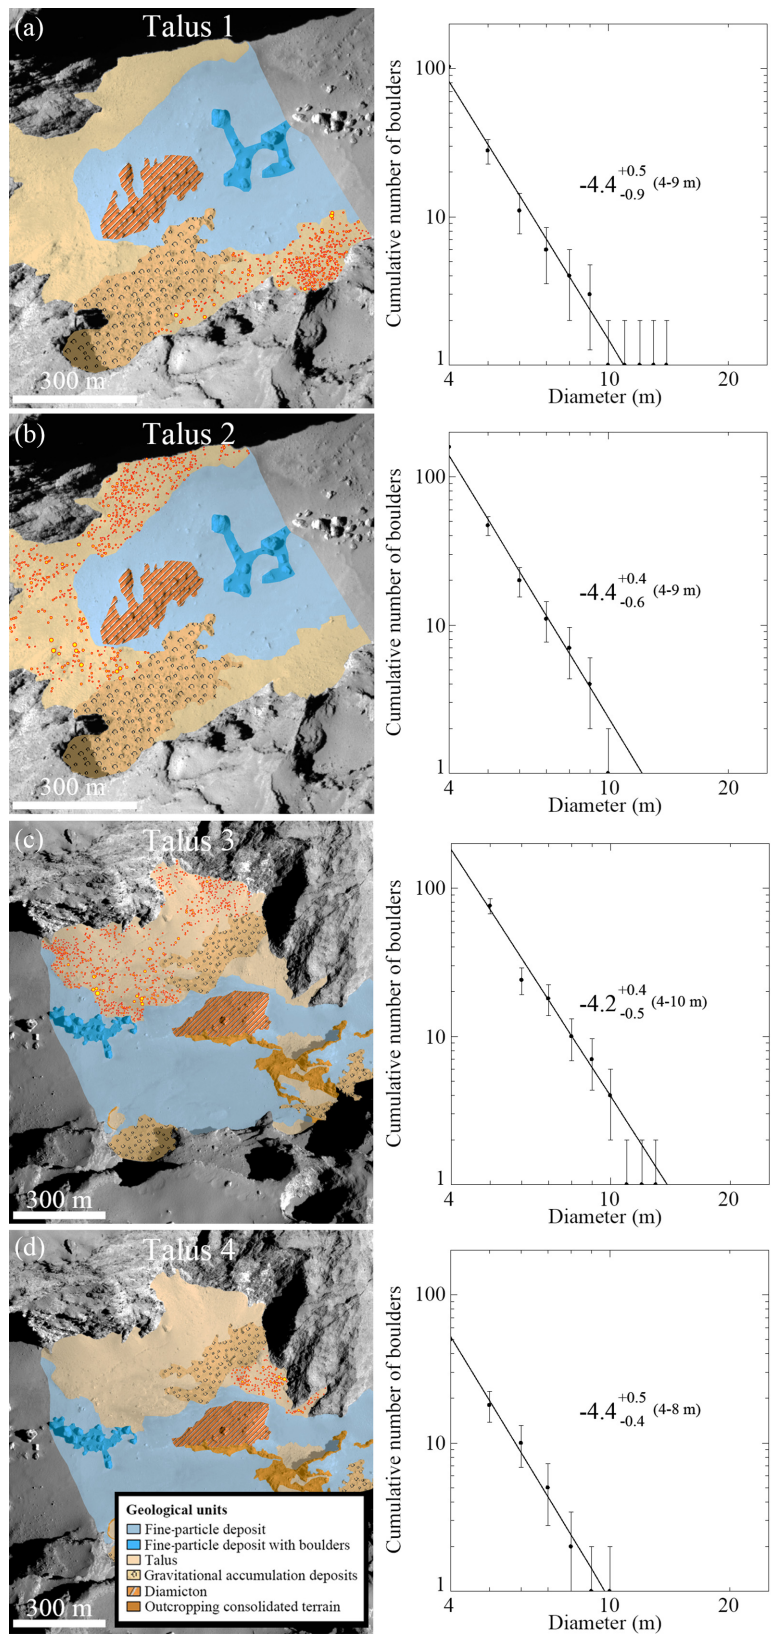 (a) Talus 1
300 m
Cumulative number of boulders
100
10
1
-4.4 +0.5 -0.9 (4-9 m)
4 10 20
Diameter (m)
(b) Talus 2
300 m
Cumulative number of boulders
100
10
1
-4.4 +0.4 -0.6 (4-9 m)
4 10 20
Diameter (m)
(c) Talus 3
300 m
Cumulative number of boulders
100
10
1
-4.2 +0.4 -0.5 (4-10 m)
4 10 20
Diameter (m)
(d) Talus 4
Geological units
Fine-particle deposit
Fine-particle deposit with boulders
Talus
Gravitational accumulation deposits
Diamicton
Outcropping consolidated terrain
300 m
Cumulative number of boulders
100
10
1
-4.4 +0.5 -0.4 (4-8 m)
4 10 20
Diameter (m)